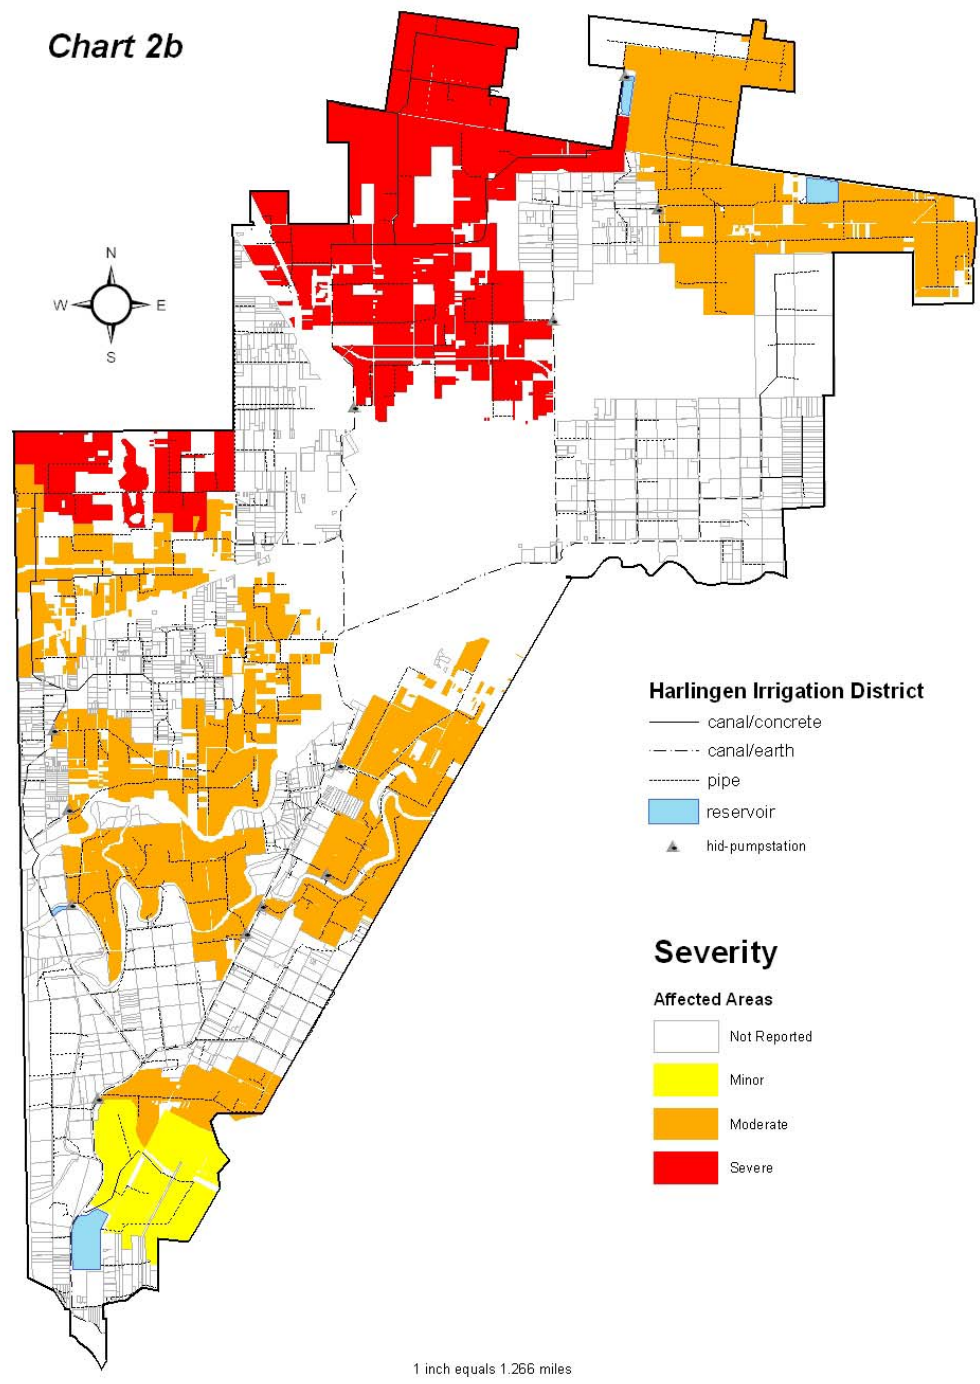 Chart 2b
N
W E
S
Harlingen Irrigation District
canal/concrete
canal/earth
pipe
reservoir
hid-pumpstation
Severity
Affected Areas
Not Reported
Minor
Moderate
Severe
1 inch equals 1.266 miles